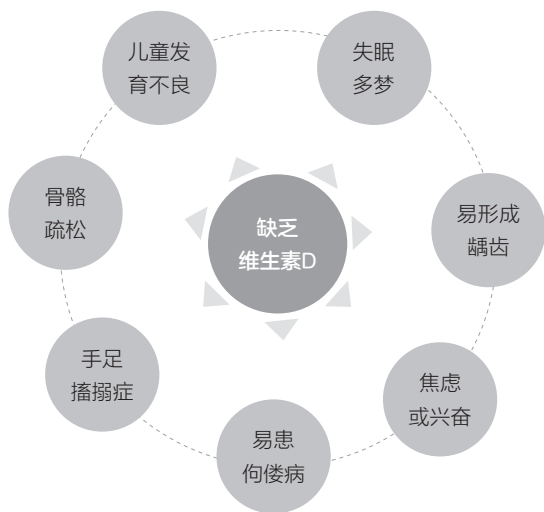 儿童发
育不良
失眠
多梦
骨骼
疏松
缺乏
维生素D
易形成
龋齿
手足
搐搦症
焦虑
或兴奋
易患
佝偻病